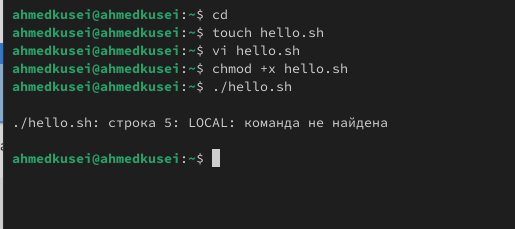 ahmedkusei@ahmedkusei:~$ cd
ahmedkusei@ahmedkusei:~$ touch hello.sh
ahmedkusei@ahmedkusei:~$ vi hello.sh
ahmedkusei@ahmedkusei:~$ chmod +x hello.sh
ahmedkusei@ahmedkusei:~$ ./hello.sh
./hello.sh: строка 5: LOCAL: команда не найдена
ahmedkusei@ahmedkusei:~$